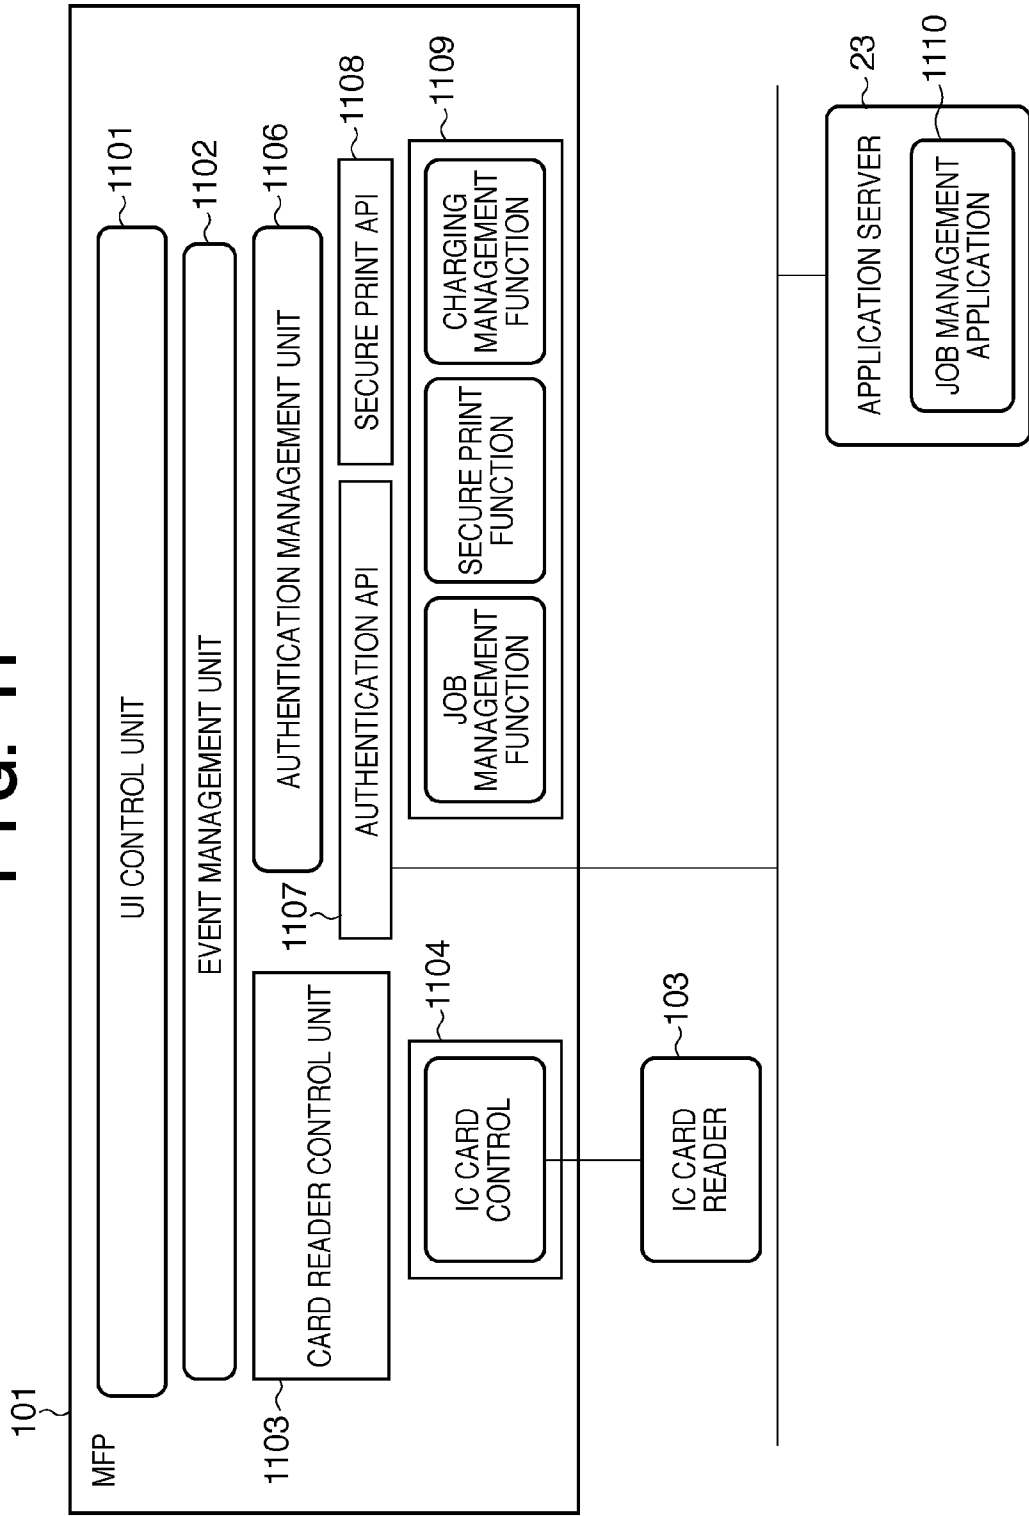 FIG. 11
101
MFP
UI CONTROL UNIT
1101
EVENT MANAGEMENT UNIT
1102
1103
CARD READER CONTROL UNIT
AUTHENTICATION MANAGEMENT UNIT
1106
1107
AUTHENTICATION API
SECURE PRINT API
1108
1104
IC CARD
CONTROL
JOB
MANAGEMENT
FUNCTION
SECURE PRINT
FUNCTION
CHARGING
MANAGEMENT
FUNCTION
1109
103
IC CARD
READER
23
APPLICATION SERVER
JOB MANAGEMENT
APPLICATION
1110